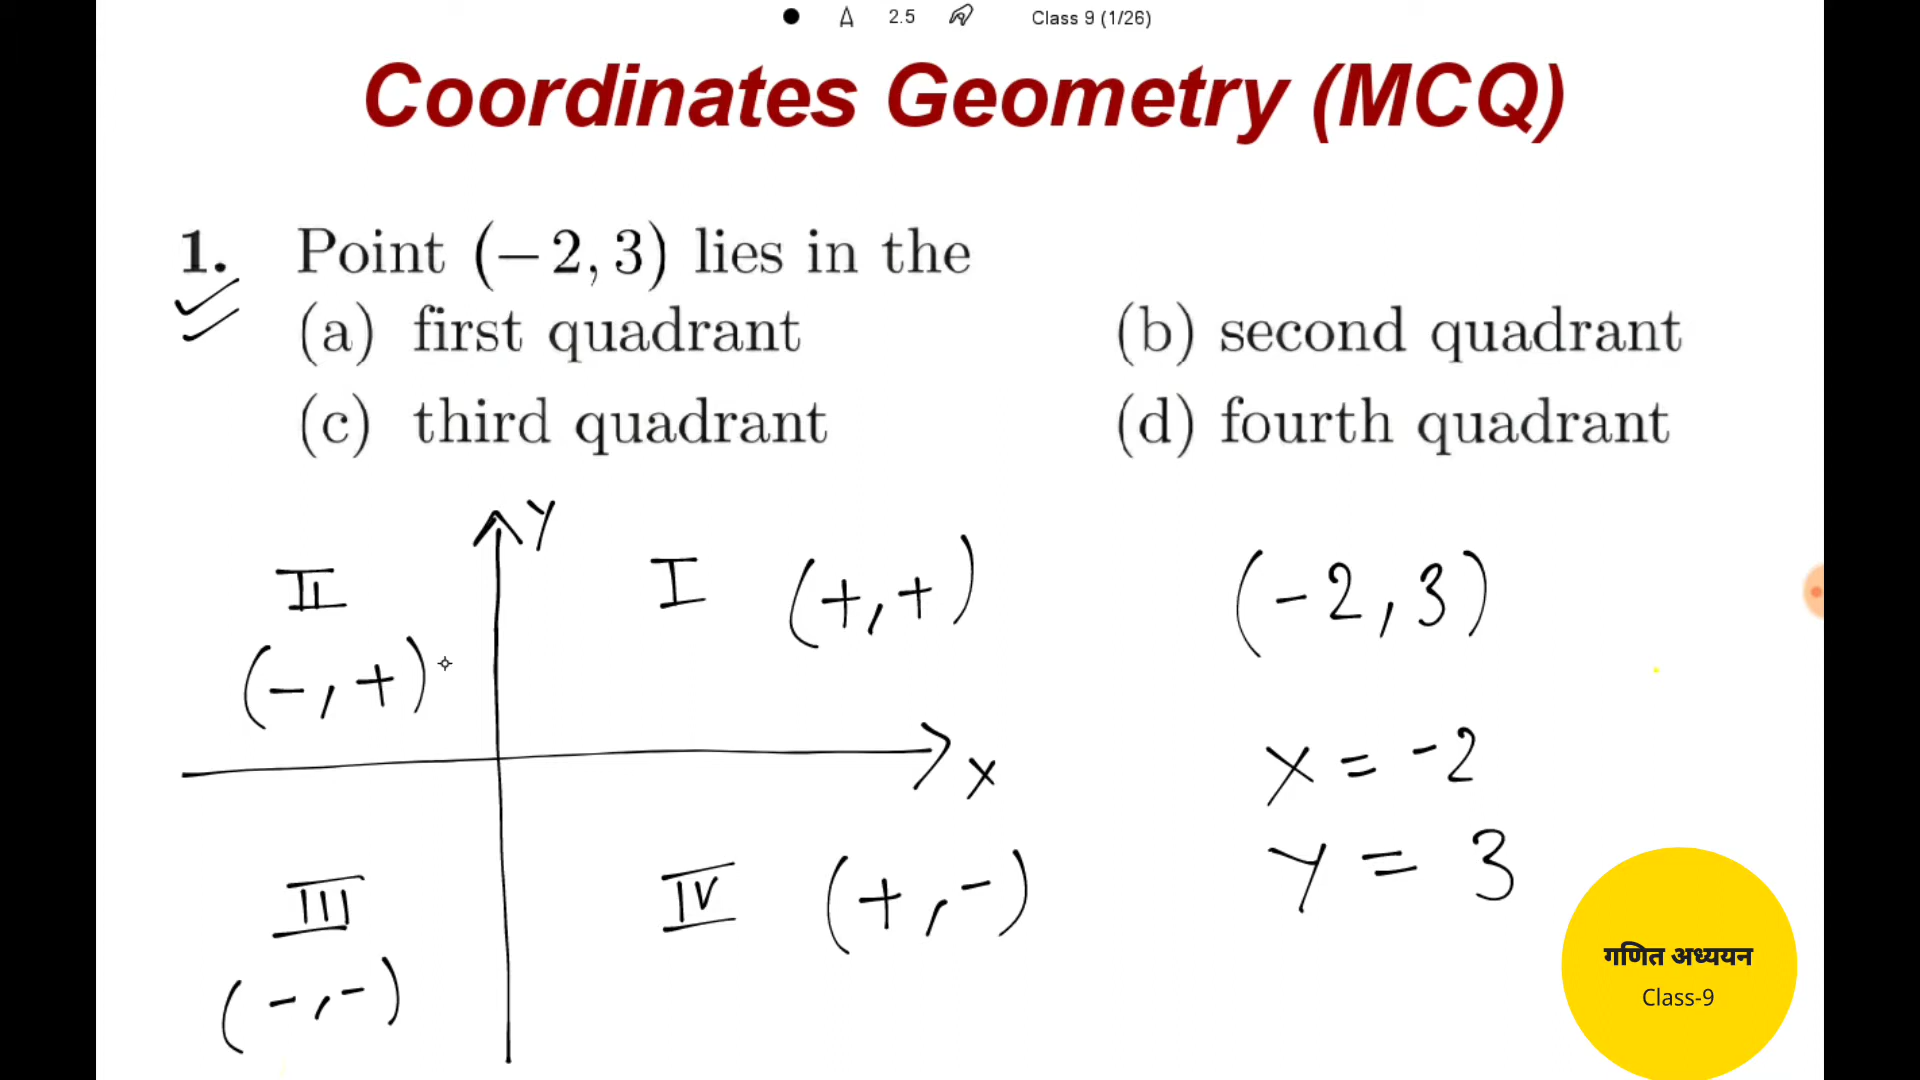 2.5 Class 9 (1/26)
Coordinates Geometry (MCQ)
1. Point (−2, 3) lies in the
(a) first quadrant (b) second quadrant
(c) third quadrant (d) fourth quadrant
Y
II I (+,+) (-2,3)
(-,+)
X
x = -2
y = 3
III IV (+,-)
(-,-)
गणित अध्ययन
Class-9